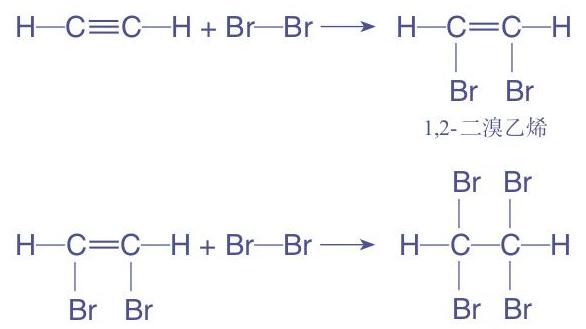 H—C≡C—H + Br—Br ⟶ H—C=C—H
Br Br
1,2-二溴乙烯
Br Br
H—C=C—H + Br—Br ⟶ H—C—C—H
Br Br Br Br